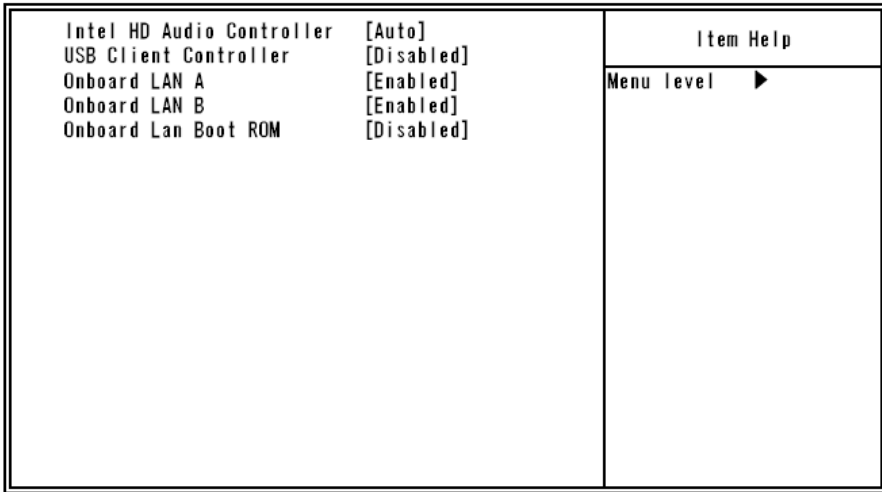 Intel HD Audio Controller [Auto]
USB Client Controller [Disabled]
Onboard LAN A [Enabled]
Onboard LAN B [Enabled]
Onboard Lan Boot ROM [Disabled]
Item Help
Menu level ▶